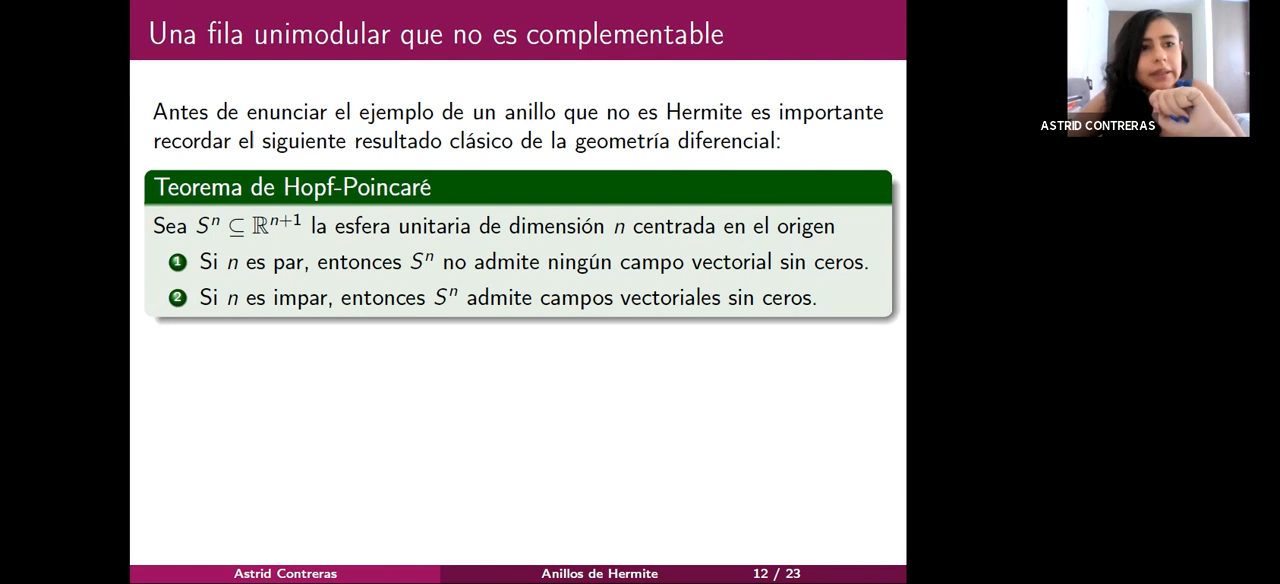 Una fila unimodular que no es complementable
ASTRID CONTRERAS
Antes de enunciar el ejemplo de un anillo que no es Hermite es importante
recordar el siguiente resultado clásico de la geometría diferencial:
Teorema de Hopf-Poincaré
Sea Sⁿ ⊆ ℝⁿ⁺¹ la esfera unitaria de dimensión n centrada en el origen
1 Si n es par, entonces Sⁿ no admite ningún campo vectorial sin ceros.
2 Si n es impar, entonces Sⁿ admite campos vectoriales sin ceros.
Astrid Contreras Anillos de Hermite 12 / 23